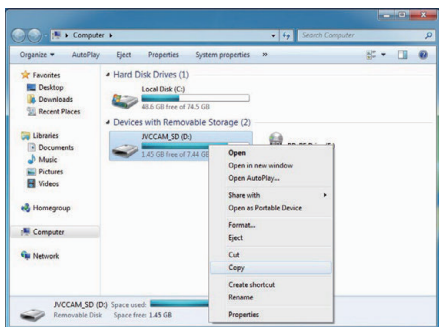 Computer
Search Computer
Organize
AutoPlay
Eject
Properties
System properties
»
Favorites
Desktop
Downloads
Recent Places
Libraries
Documents
Music
Pictures
Videos
Homegroup
Computer
Network
Hard Disk Drives (1)
Local Disk (C:)
48.6 GB free of 74.5 GB
Devices with Removable Storage (2)
JVCCAM_SD (D:)
1.45 GB free of 7.44 GB
Open
Open in new window
Open AutoPlay...
Share with
Open as Portable Device
Format...
Eject
Cut
Copy
Create shortcut
Rename
Properties
JVCCAM_SD (D:) Space used:
Removable Disk Space free: 1.45 GB